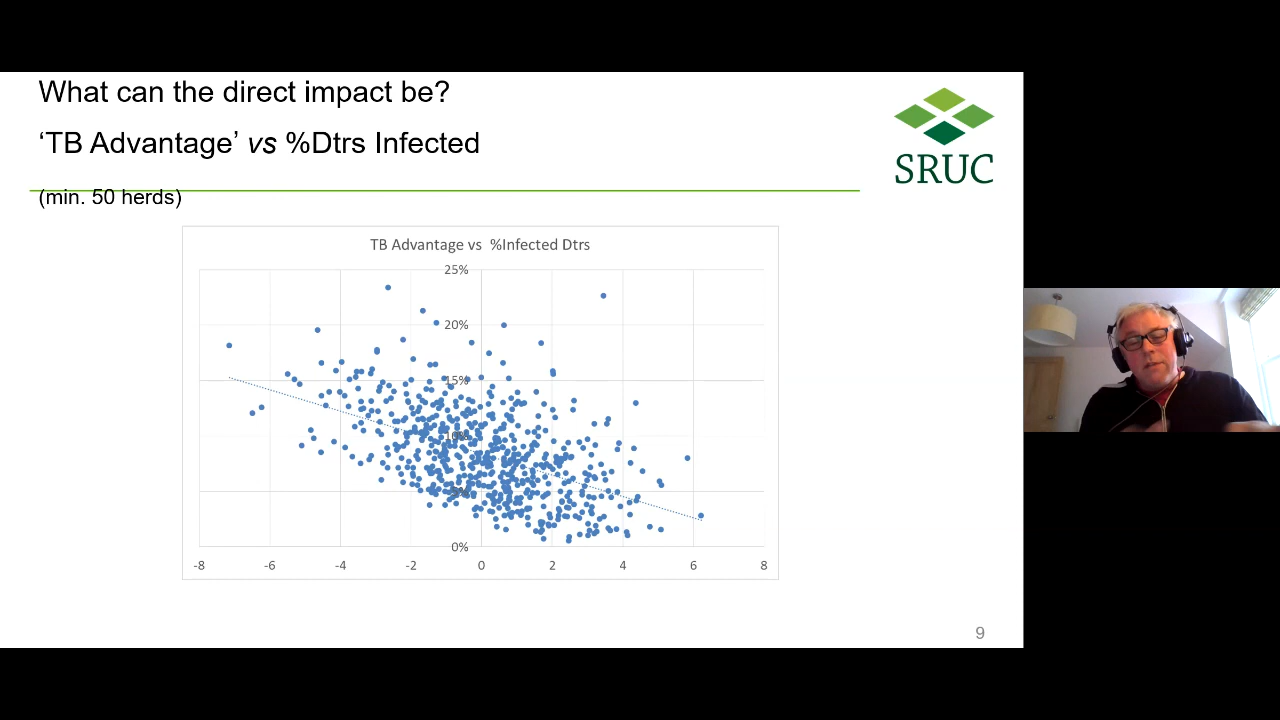 What can the direct impact be?
‘TB Advantage’ vs %Dtrs Infected
(min. 50 herds)
SRUC
TB Advantage vs %Infected Dtrs
25%
20%
15%
10%
5%
0%
-8 -6 -4 -2 0 2 4 6 8
9